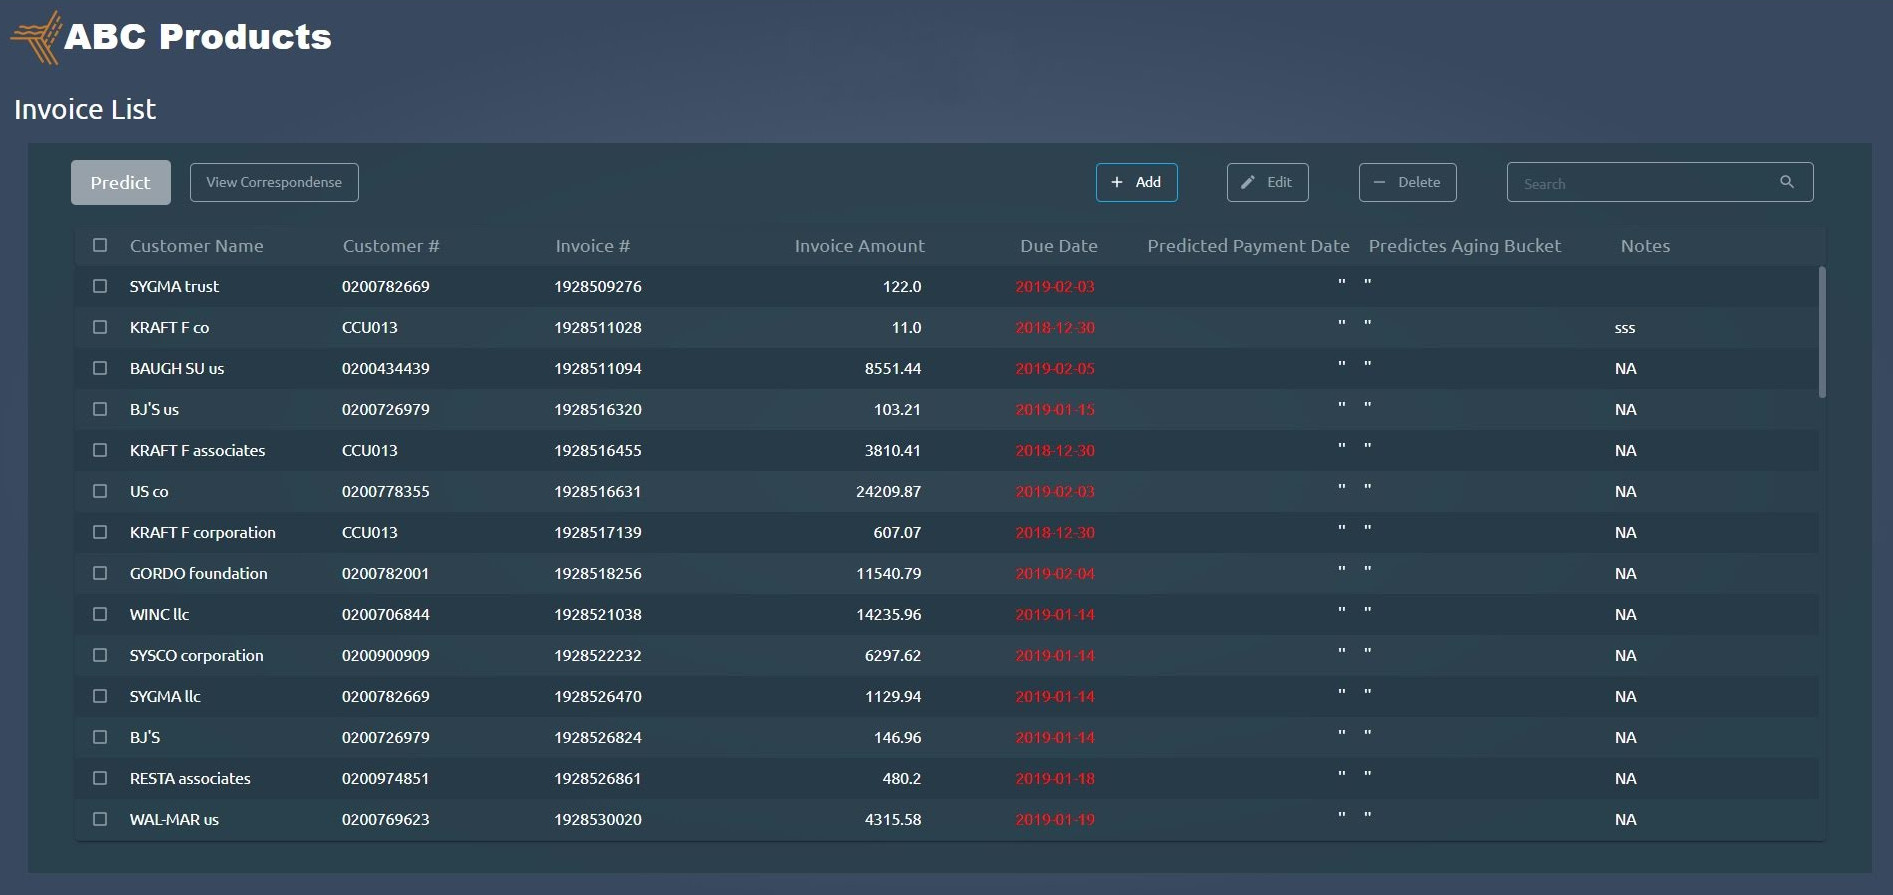 ABC Products
Invoice List
Predict View Correspondense + Add Edit − Delete Search
Customer Name Customer # Invoice # Invoice Amount Due Date Predicted Payment Date Predictes Aging Bucket Notes
SYGMA trust 0200782669 1928509276 122.0 2019-02-03 " "
KRAFT F co CCU013 1928511028 11.0 2018-12-30 " " sss
BAUGH SU us 0200434439 1928511094 8551.44 2019-02-05 " " NA
BJ'S us 0200726979 1928516320 103.21 2019-01-15 " " NA
KRAFT F associates CCU013 1928516455 3810.41 2018-12-30 " " NA
US co 0200778355 1928516631 24209.87 2019-02-03 " " NA
KRAFT F corporation CCU013 1928517139 607.07 2018-12-30 " " NA
GORDO foundation 0200782001 1928518256 11540.79 2019-02-04 " " NA
WINC llc 0200706844 1928521038 14235.96 2019-01-14 " " NA
SYSCO corporation 0200900909 1928522232 6297.62 2019-01-14 " " NA
SYGMA llc 0200782669 1928526470 1129.94 2019-01-14 " " NA
BJ'S 0200726979 1928526824 146.96 2019-01-14 " " NA
RESTA associates 0200974851 1928526861 480.2 2019-01-18 " " NA
WAL-MAR us 0200769623 1928530020 4315.58 2019-01-19 " " NA